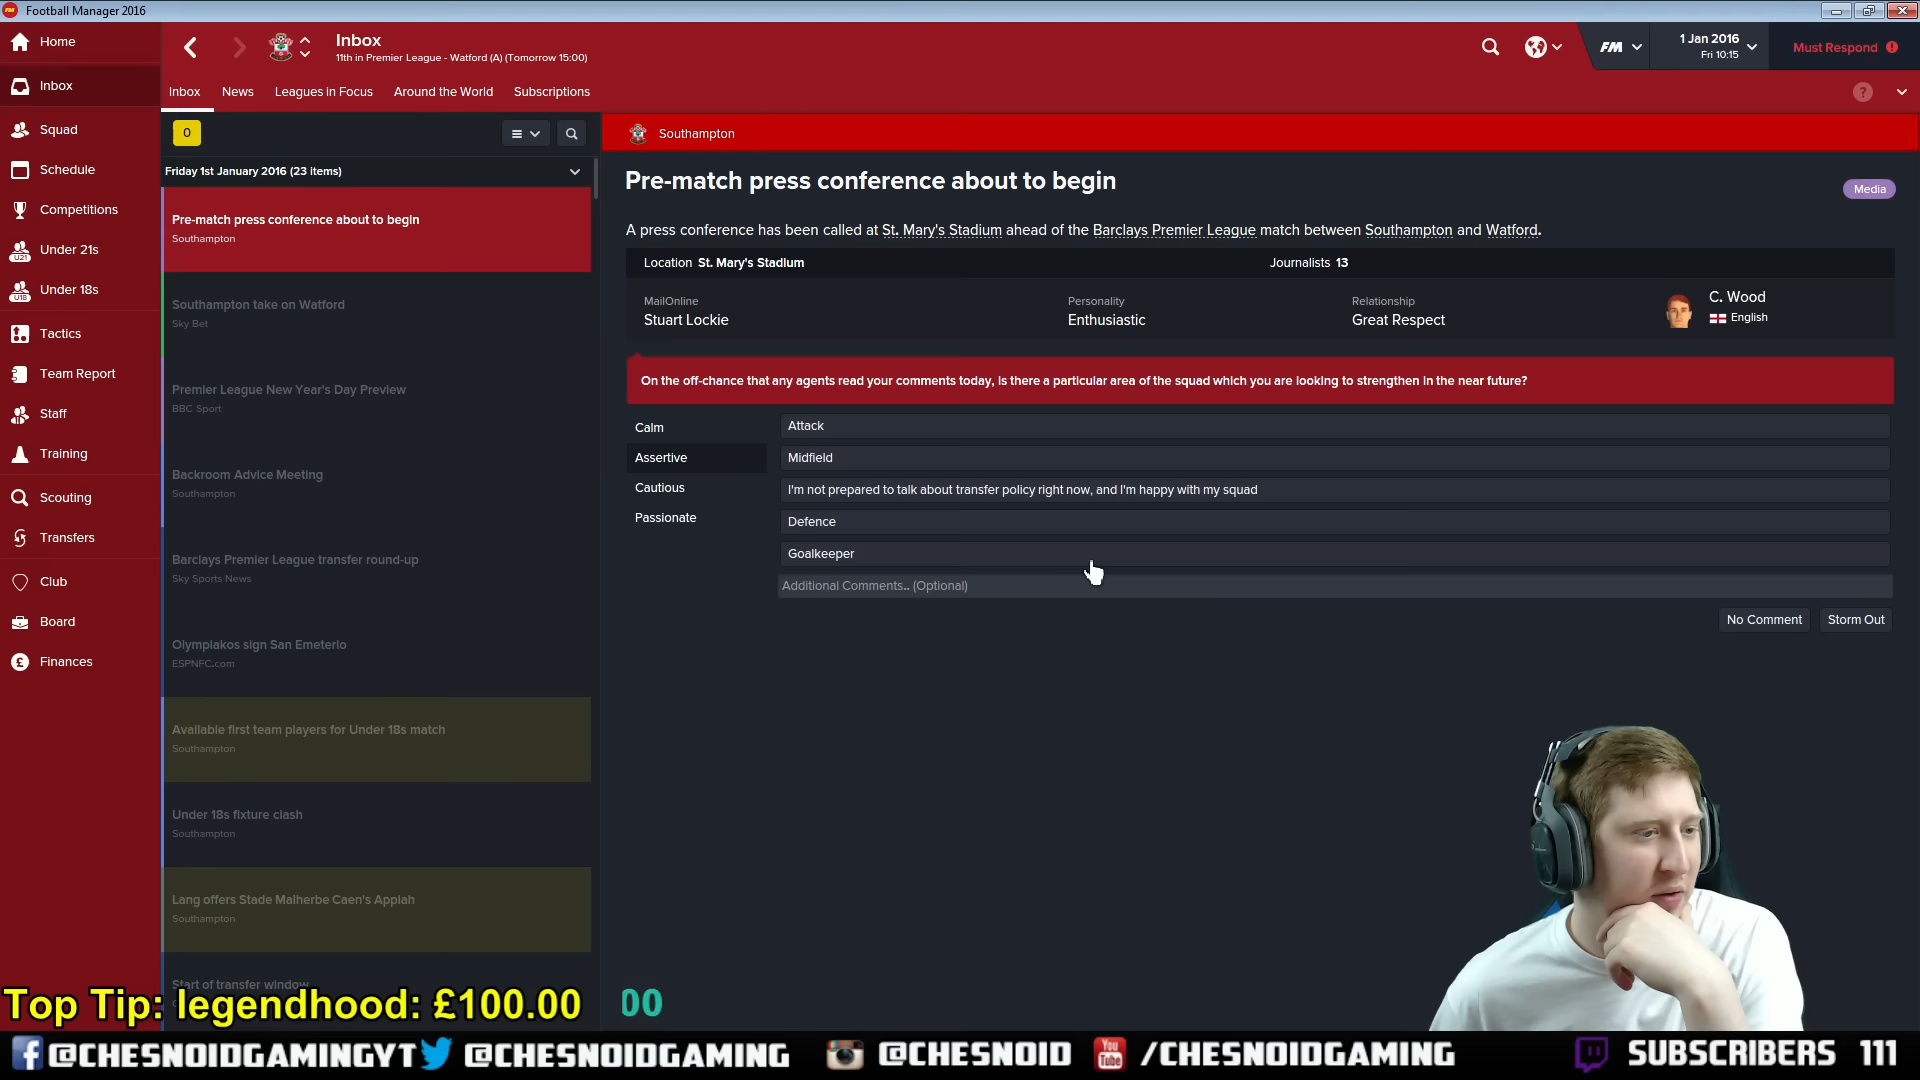 Football Manager 2016
Home
Inbox
Squad
Schedule
Competitions
Under 21s
Under 18s
Tactics
Team Report
Staff
Training
Scouting
Transfers
Club
Board
Finances
Inbox
11th in Premier League - Watford (A) (Tomorrow 15:00)
FM
1 Jan 2016
Fri 10:15
Must Respond
Inbox News Leagues in Focus Around the World Subscriptions
0
Friday 1st January 2016 (23 items)
Pre-match press conference about to begin
Southampton
Southampton take on Watford
Sky Bet
Premier League New Year's Day Preview
BBC Sport
Backroom Advice Meeting
Southampton
Barclays Premier League transfer round-up
Sky Sports News
Olympiakos sign San Emeterio
ESPNFC.com
Available first team players for Under 18s match
Southampton
Under 18s fixture clash
Southampton
Lang offers Stade Malherbe Caen's Appiah
Southampton
Start of transfer window
Southampton
Pre-match press conference about to begin
Media
A press conference has been called at St. Mary's Stadium ahead of the Barclays Premier League match between Southampton and Watford.
Location St. Mary's Stadium Journalists 13
MailOnline Personality Relationship
Stuart Lockie Enthusiastic Great Respect
C. Wood
English
On the off-chance that any agents read your comments today, is there a particular area of the squad which you are looking to strengthen in the near future?
Calm
Assertive
Cautious
Passionate
Attack
Midfield
I'm not prepared to talk about transfer policy right now, and I'm happy with my squad
Defence
Goalkeeper
Additional Comments.. (Optional)
No Comment Storm Out
Top Tip: legendhood: £100.00
00
@CHESNOIDGAMINGYT @CHESNOIDGAMING @CHESNOID You Tube /CHESNOIDGAMING SUBSCRIBERS 111